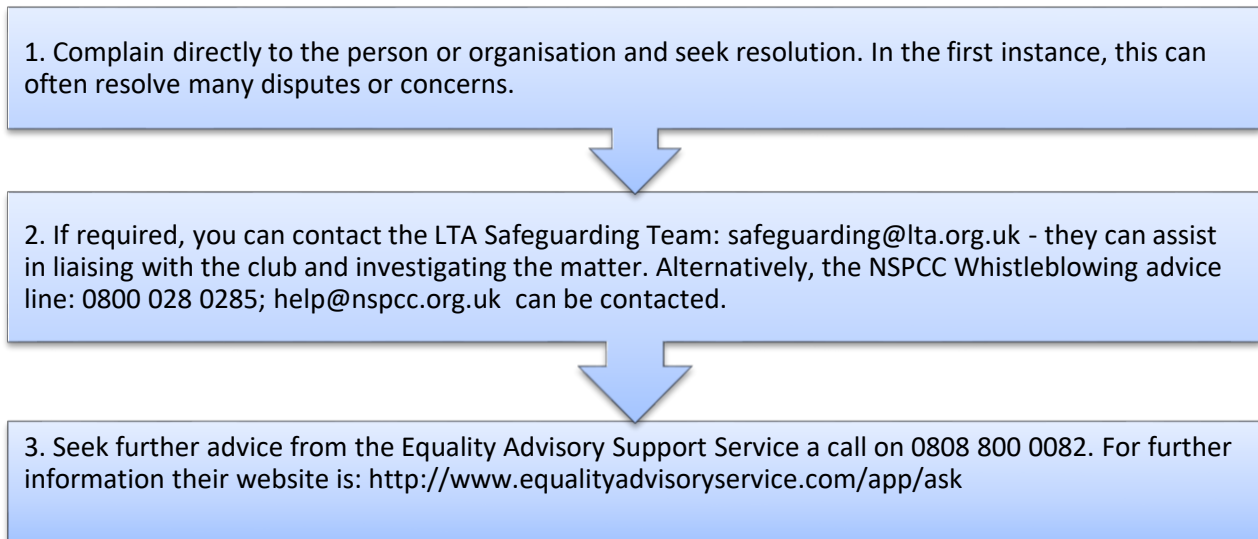 1. Complain directly to the person or organisation and seek resolution. In the first instance, this can
often resolve many disputes or concerns.
2. If required, you can contact the LTA Safeguarding Team: safeguarding@lta.org.uk - they can assist
in liaising with the club and investigating the matter. Alternatively, the NSPCC Whistleblowing advice
line: 0800 028 0285; help@nspcc.org.uk  can be contacted.
3. Seek further advice from the Equality Advisory Support Service a call on 0808 800 0082. For further
information their website is: http://www.equalityadvisoryservice.com/app/ask